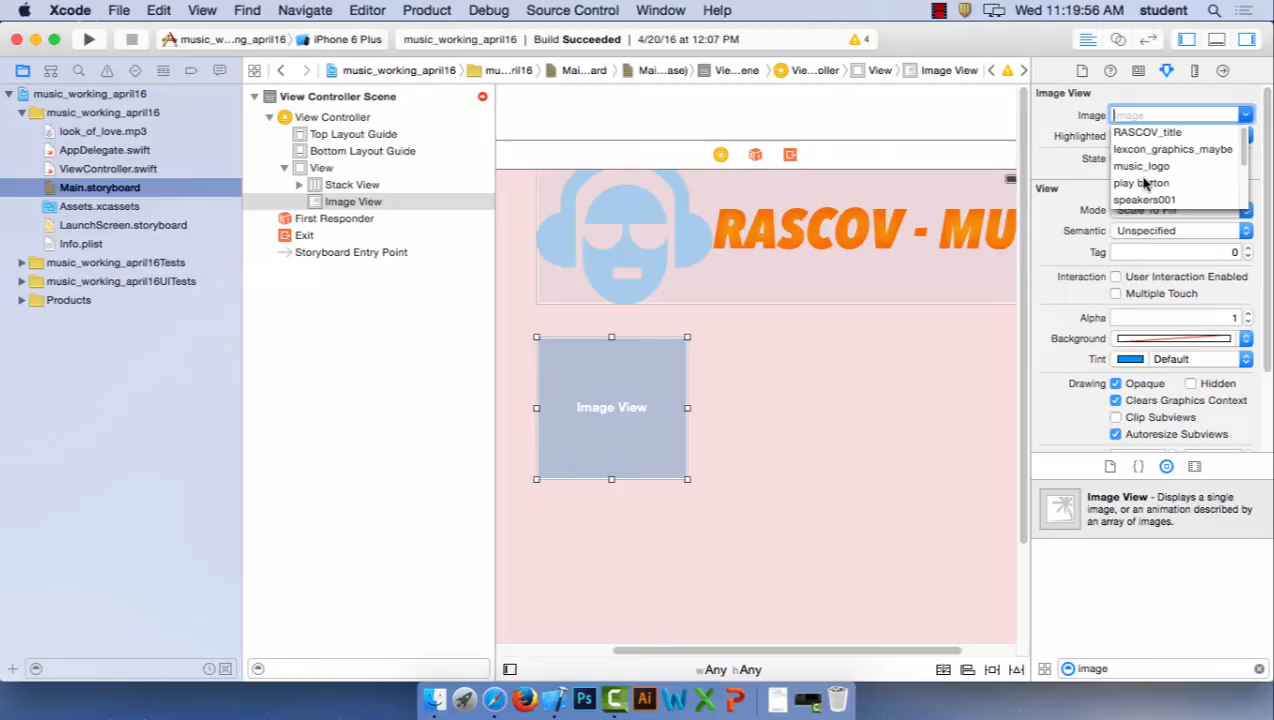 Xcode File Edit View Find Navigate Editor Product Debug Source Control Window Help Wed 11:19:56 AM student
music_w...ng_april16 iPhone 6 Plus music_working_april16 Build Succeeded 4/20/16 at 12:07 PM 4
music_working_april16 mu...ril16 Mai...ard Mai...ase) Vie...ene Vie...oller View Image View
music_working_april16
music_working_april16
look_of_love.mp3
AppDelegate.swift
ViewController.swift
Main.storyboard
Assets.xcassets
LaunchScreen.storyboard
Info.plist
music_working_april16Tests
music_working_april16UITests
Products
View Controller Scene
View Controller
Top Layout Guide
Bottom Layout Guide
View
Stack View
Image View
First Responder
Exit
Storyboard Entry Point
RASCOV - MU
Image View
wAny hAny
Image View
Image Image
RASCOV_title
Highlighted
lexcon_graphics_maybe
State
music_logo
play button
View
speakers001
Mode Scale To Fill
Semantic Unspecified
Tag 0
Interaction User Interaction Enabled
Multiple Touch
Alpha 1
Background
Tint Default
Drawing Opaque Hidden
Clears Graphics Context
Clip Subviews
Autoresize Subviews
{ }
Image View - Displays a single
image, or an animation described by
an array of images.
image
Ps Ai W X P